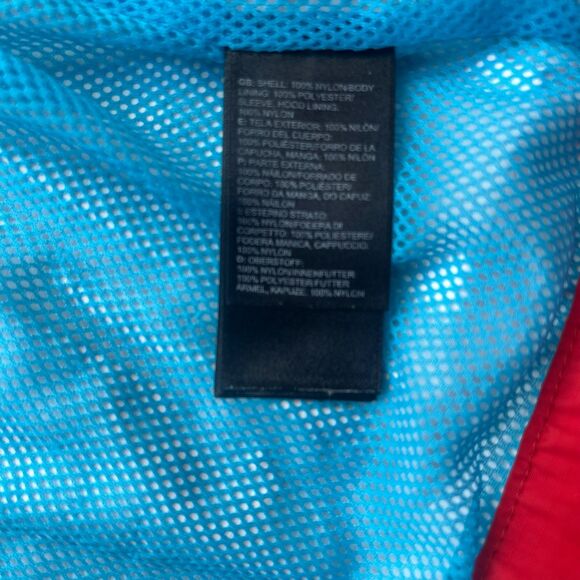 GB: SHELL: 100% NYLON/BODY
LINING: 100% POLYESTER/
SLEEVE, HOOD LINING,
100% NYLON
E: TELA EXTERIOR: 100% NILÓN/
FORRO DEL CUERPO:
100% POLIÉSTER/FORRO DE LA
CAPUCHA, MANGA: 100% NILÓN
P: PARTE EXTERNA:
100% NÁILON/FORRADO DE
CORPO: 100% POLIÉSTER/
FORRO DA MANGA, DO CAPUZ:
100% NÁILON
I: ESTERNO STRATO:
100% NYLON/FODERA DI
CORPETTO: 100% POLIESTERE/
FODERA MANICA, CAPPUCCIO:
100% NYLON
D: OBERSTOFF:
100% NYLON/INNENFUTTER
100% POLYESTER/FUTTER
ÄRMEL, KAPUZE: 100% NYLON